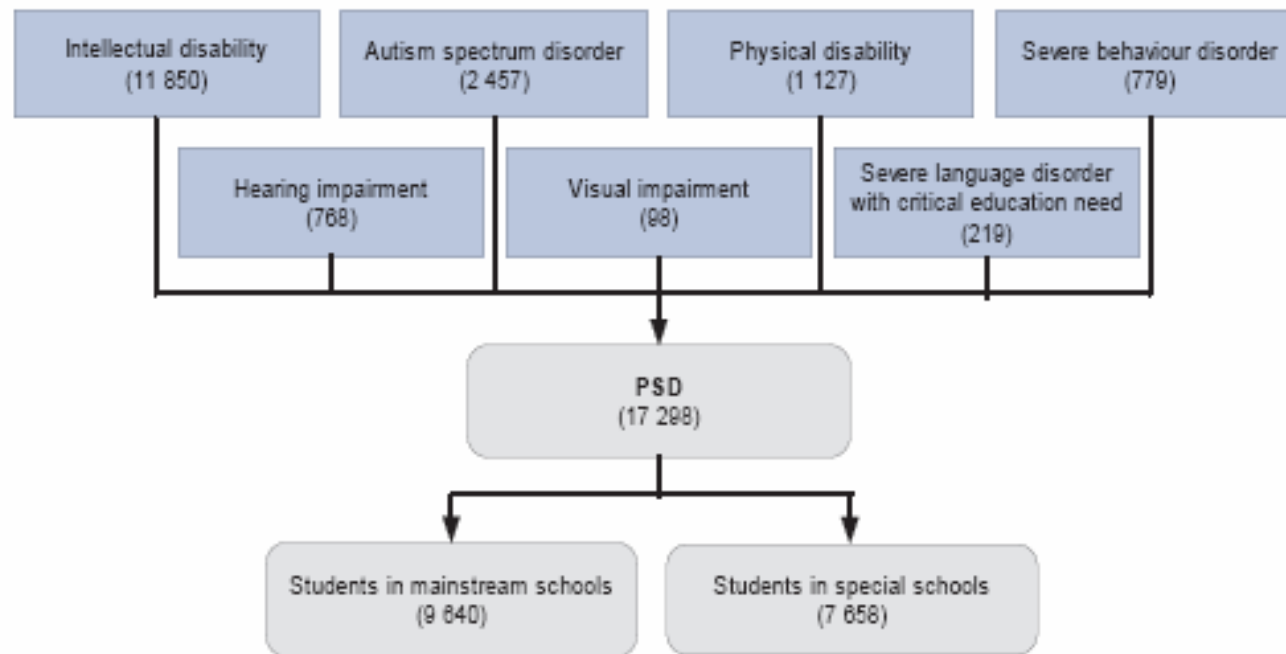 Intellectual disability
(11 850)
Autism spectrum disorder
(2 457)
Physical disability
(1 127)
Severe behaviour disorder
(779)
Hearing impairment
(768)
Visual impairment
(98)
Severe language disorder
with critical education need
(219)
PSD
(17 298)
Students in mainstream schools
(9 640)
Students in special schools
(7 658)